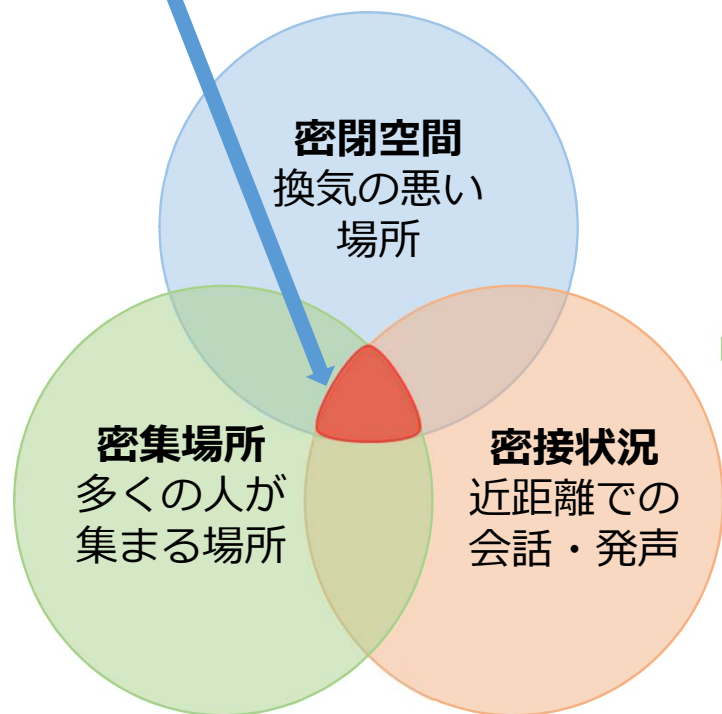 密閉空間
換気の悪い
場所
密集場所
多くの人が
集まる場所
密接状況
近距離での
会話・発声